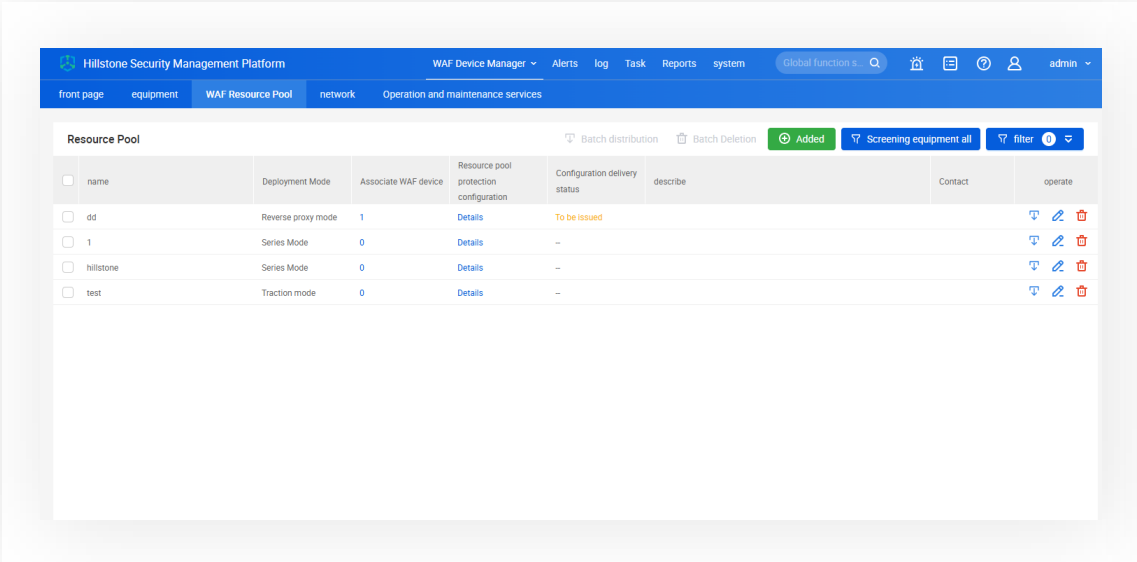 Hillstone Security Management Platform
WAF Device Manager Alerts log Task Reports system Global function s... admin
front page equipment WAF Resource Pool network Operation and maintenance services
Resource Pool Batch distribution Batch Deletion Added Screening equipment all filter 0
name Deployment Mode Associate WAF device Resource pool protection configuration Configuration delivery status describe Contact operate
dd Reverse proxy mode 1 Details To be issued
1 Series Mode 0 Details --
hillstone Series Mode 0 Details --
test Traction mode 0 Details --